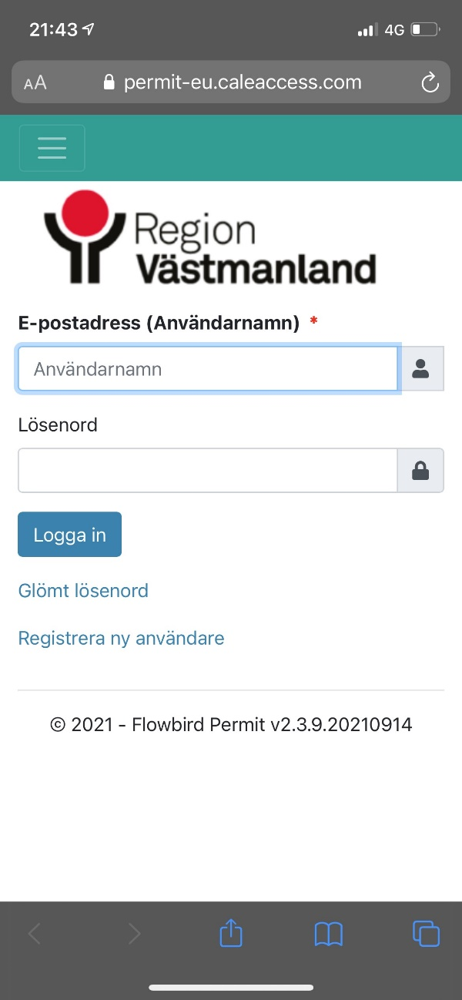 21:43
4G
AA
permit-eu.caleaccess.com
Region
Västmanland
E-postadress (Användarnamn) *
Användarnamn
Lösenord
Logga in
Glömt lösenord
Registrera ny användare
© 2021 - Flowbird Permit v2.3.9.20210914